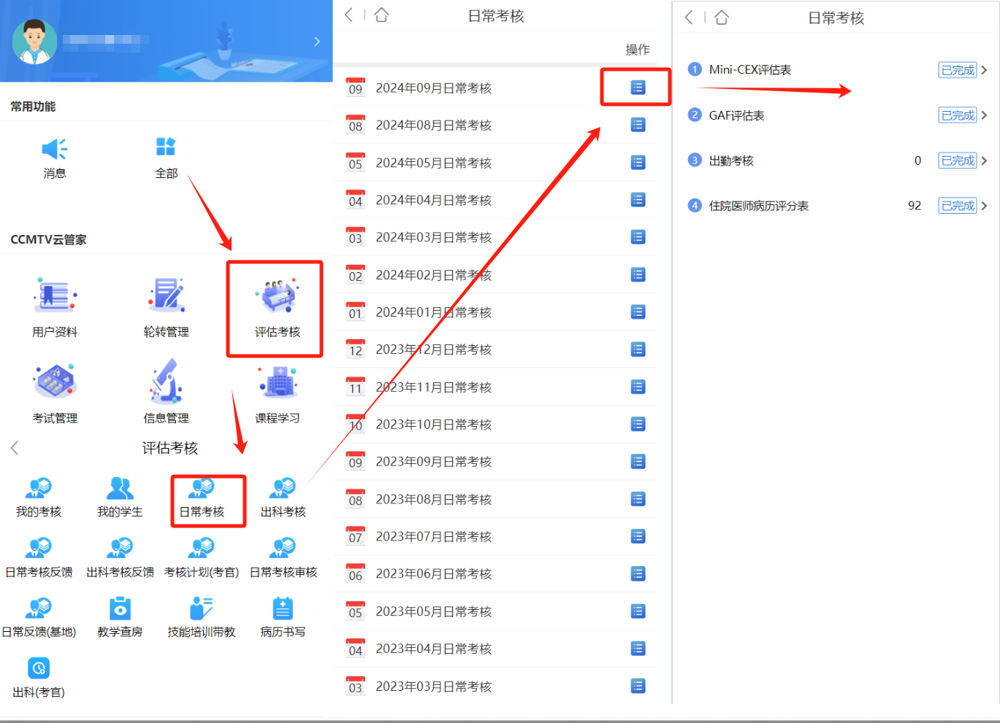 常用功能
消息
全部
CCMTV云管家
用户资料
轮转管理
评估考核
考试管理
信息管理
课程学习
评估考核
我的考核
我的学生
日常考核
出科考核
日常考核反馈
出科考核反馈
考核计划(考官)
日常考核审核
日常反馈(基地)
教学查房
技能培训带教
病历书写
出科(考官)
日常考核
操作
09 2024年09月日常考核
08 2024年08月日常考核
05 2024年05月日常考核
04 2024年04月日常考核
03 2024年03月日常考核
02 2024年02月日常考核
01 2024年01月日常考核
12 2023年12月日常考核
11 2023年11月日常考核
10 2023年10月日常考核
09 2023年09月日常考核
08 2023年08月日常考核
07 2023年07月日常考核
06 2023年06月日常考核
05 2023年05月日常考核
04 2023年04月日常考核
03 2023年03月日常考核
日常考核
1 Mini-CEX评估表 已完成
2 GAF评估表 已完成
3 出勤考核 0 已完成
4 住院医师病历评分表 92 已完成